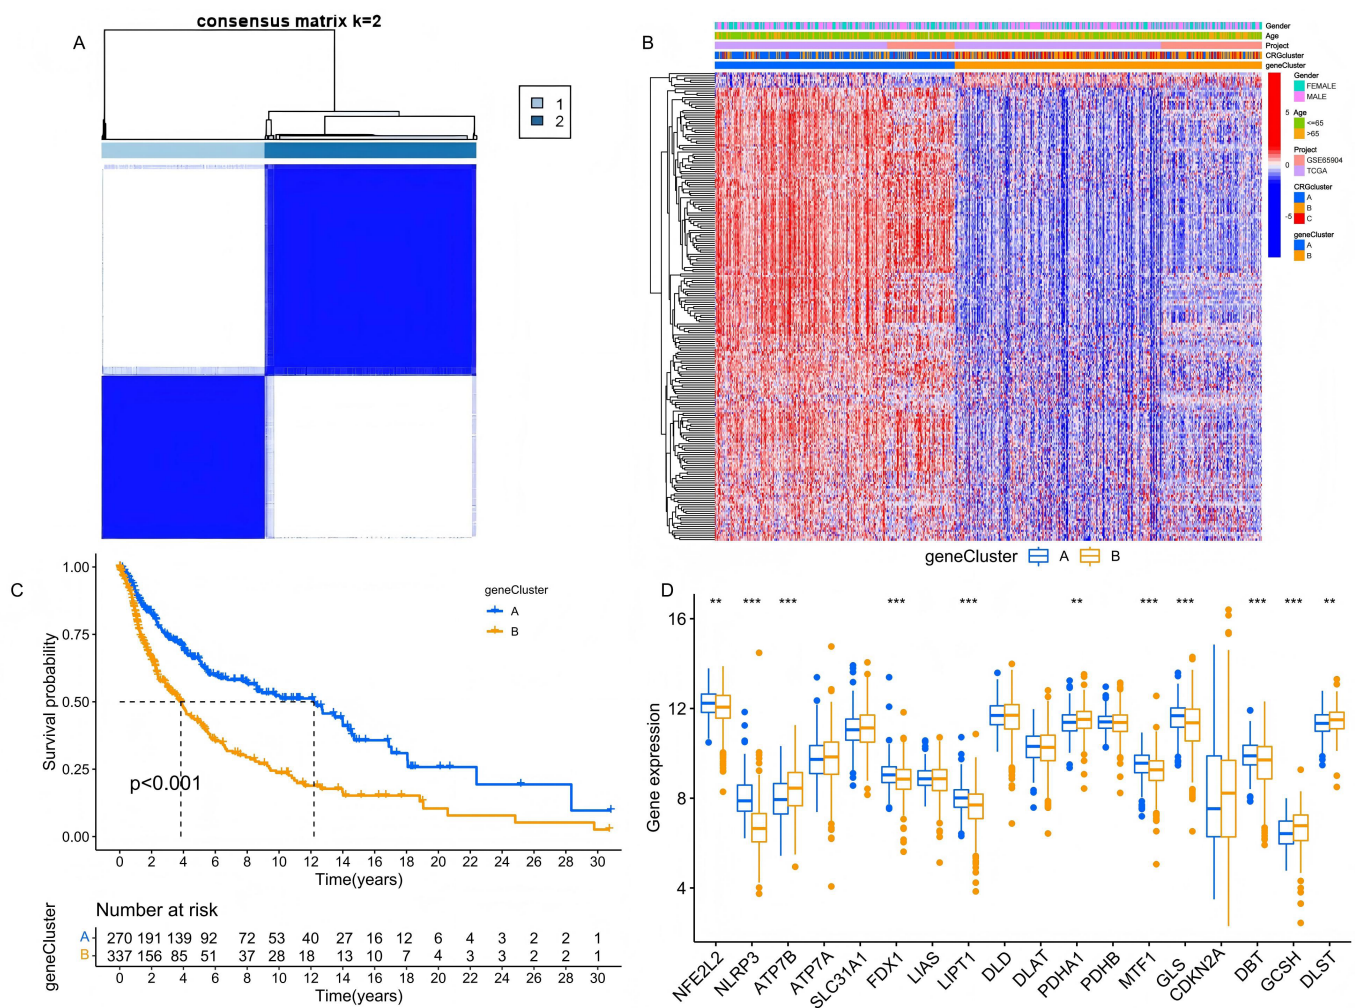 consensus matrix k=2
A
1
2
B
Gender
Age
Project
CRGcluster
geneCluster
Gender
FEMALE
MALE
Age
<=65
>65
Project
GSE65904
TCGA
CRGcluster
A
B
C
geneCluster
A
B
5
0
-5
C
1.00
0.75
0.50
0.25
0.00
Survival probability
geneCluster
A
B
p<0.001
0 2 4 6 8 10 12 14 16 18 20 22 24 26 28 30
Time(years)
Number at risk
geneCluster
A 270 191 139 92 72 53 40 27 16 12 6 4 3 2 2 1
B 337 156 85 51 37 28 18 13 10 7 4 3 3 2 2 1
0 2 4 6 8 10 12 14 16 18 20 22 24 26 28 30
Time(years)
D
geneCluster A B
** *** *** *** *** ** *** *** *** *** **
16
12
8
4
Gene expression
NFE2L2 NLRP3 ATP7B ATP7A SLC31A1 FDX1 LIAS LIPT1 DLD DLAT PDHA1 PDHB MTF1 GLS CDKN2A DBT GCSH DLST